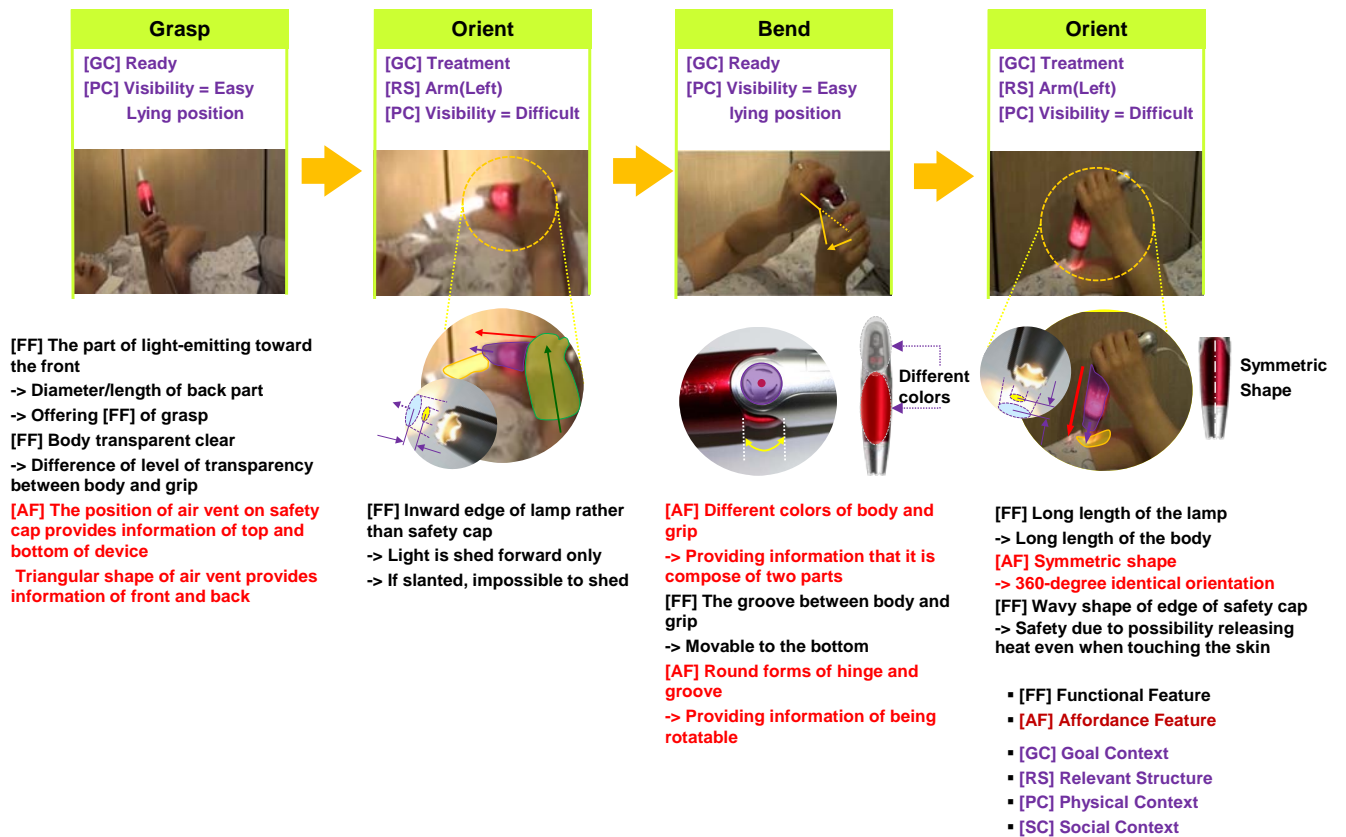 Grasp
[GC] Ready
[PC] Visibility = Easy
Lying position
Orient
[GC] Treatment
[RS] Arm(Left)
[PC] Visibility = Difficult
Bend
[GC] Ready
[PC] Visibility = Easy
lying position
Orient
[GC] Treatment
[RS] Arm(Left)
[PC] Visibility = Difficult
[FF] The part of light-emitting toward
the front
-> Diameter/length of back part
-> Offering [FF] of grasp
[FF] Body transparent clear
-> Difference of level of transparency
between body and grip
[AF] The position of air vent on safety
cap provides information of top and
bottom of device
Triangular shape of air vent provides
information of front and back
[FF] Inward edge of lamp rather
than safety cap
-> Light is shed forward only
-> If slanted, impossible to shed
Different
colors
[AF] Different colors of body and
grip
-> Providing information that it is
compose of two parts
[FF] The groove between body and
grip
-> Movable to the bottom
[AF] Round forms of hinge and
groove
-> Providing information of being
rotatable
Symmetric
Shape
[FF] Long length of the lamp
-> Long length of the body
[AF] Symmetric shape
-> 360-degree identical orientation
[FF] Wavy shape of edge of safety cap
-> Safety due to possibility releasing
heat even when touching the skin
▪ [FF] Functional Feature
▪ [AF] Affordance Feature
▪ [GC] Goal Context
▪ [RS] Relevant Structure
▪ [PC] Physical Context
▪ [SC] Social Context